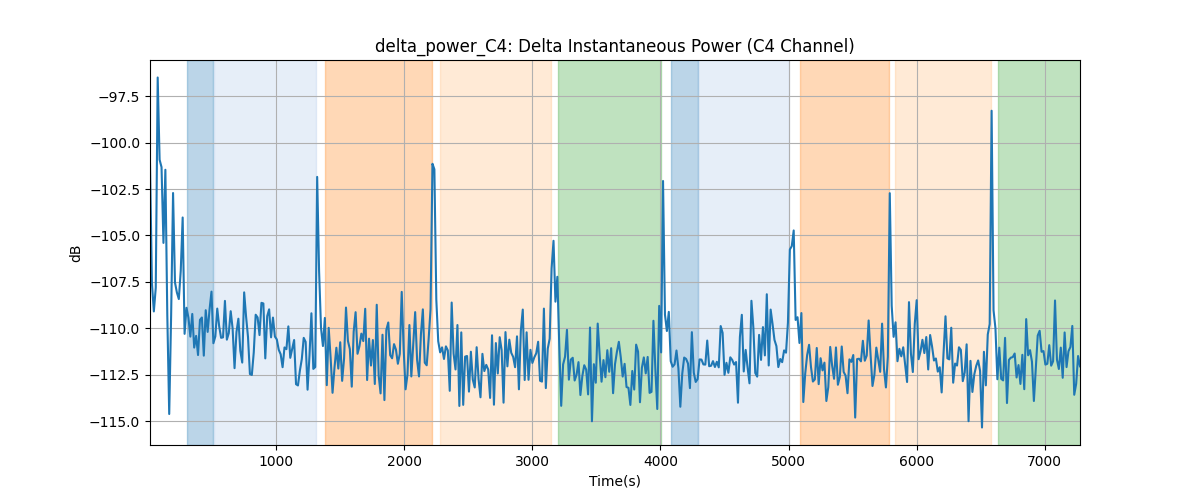 delta_power_C4: Delta Instantaneous Power (C4 Channel)
−97.5
−100.0
−102.5
−105.0
−107.5
−110.0
−112.5
−115.0
dB
1000 2000 3000 4000 5000 6000 7000
Time(s)